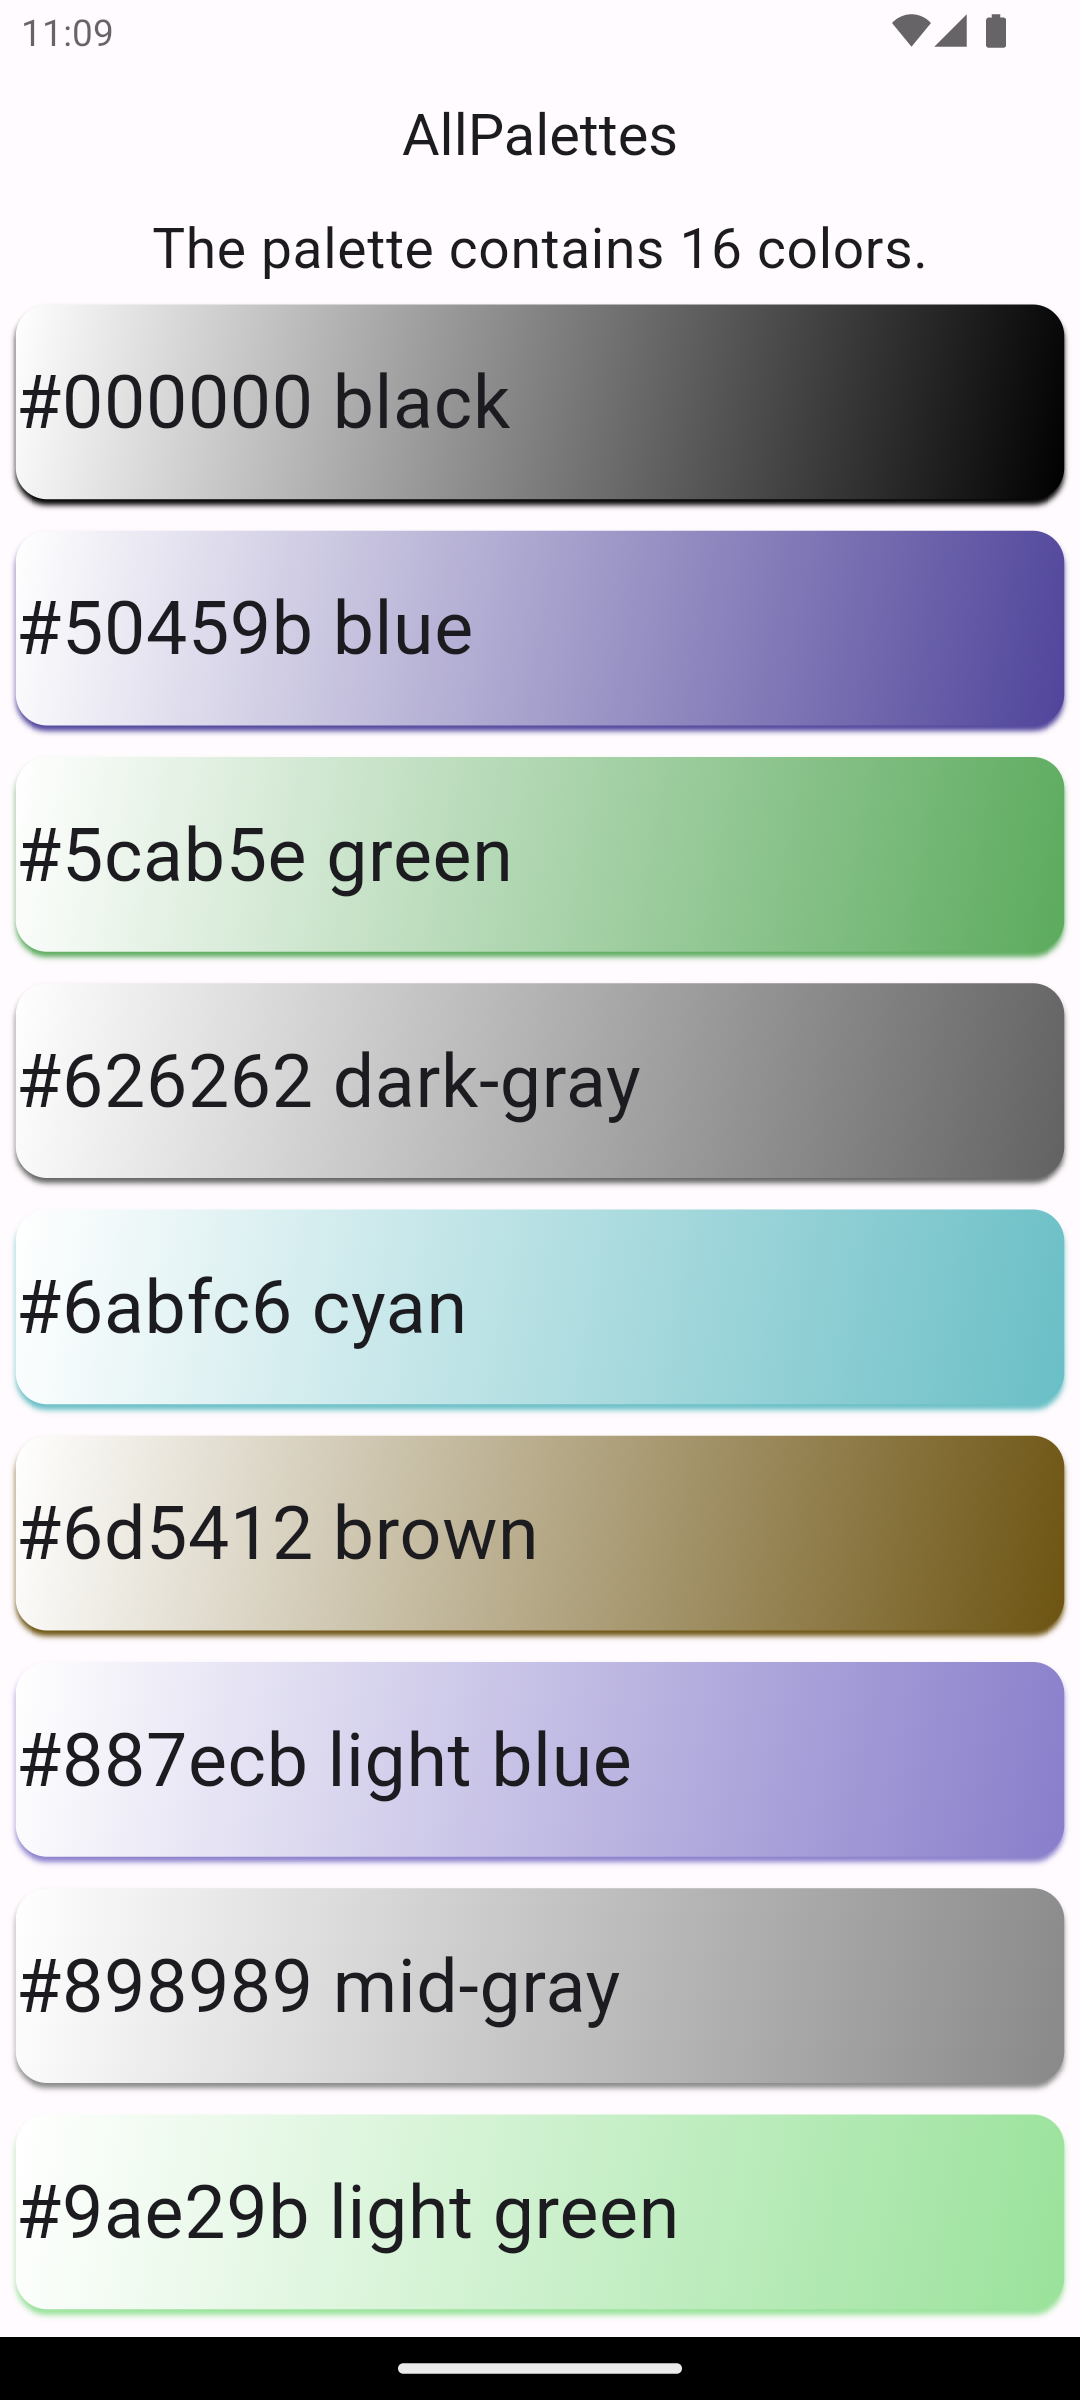 11:09
AllPalettes
The palette contains 16 colors.
#000000 black
#50459b blue
#5cab5e green
#626262 dark-gray
#6abfc6 cyan
#6d5412 brown
#887ecb light blue
#898989 mid-gray
#9ae29b light green